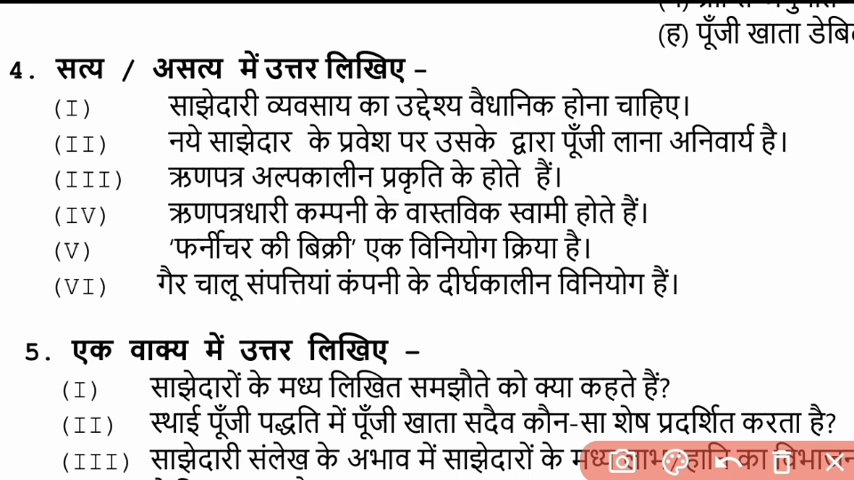 (ह) पूँजी खाता
4. सत्य / असत्य में उत्तर लिखिए –
(I) साझेदारी व्यवसाय का उद्देश्य वैधानिक होना चाहिए।
(II) नये साझेदार के प्रवेश पर उसके द्वारा पूँजी लाना अनिवार्य है।
(III) ऋणपत्र अल्पकालीन प्रकृति के होते हैं।
(IV) ऋणपत्रधारी कम्पनी के वास्तविक स्वामी होते हैं।
(V) 'फर्नीचर की बिक्री' एक विनियोग क्रिया है।
(VI) गैर चालू संपत्तियां कंपनी के दीर्घकालीन विनियोग हैं।
5. एक वाक्य में उत्तर लिखिए –
(I) साझेदारों के मध्य लिखित समझौते को क्या कहते हैं?
(II) स्थाई पूँजी पद्धति में पूँजी खाता सदैव कौन-सा शेष प्रदर्शित करता है?
(III) साझेदारी संलेख के अभाव में साझेदारों के मध्य लाभ/हानि का